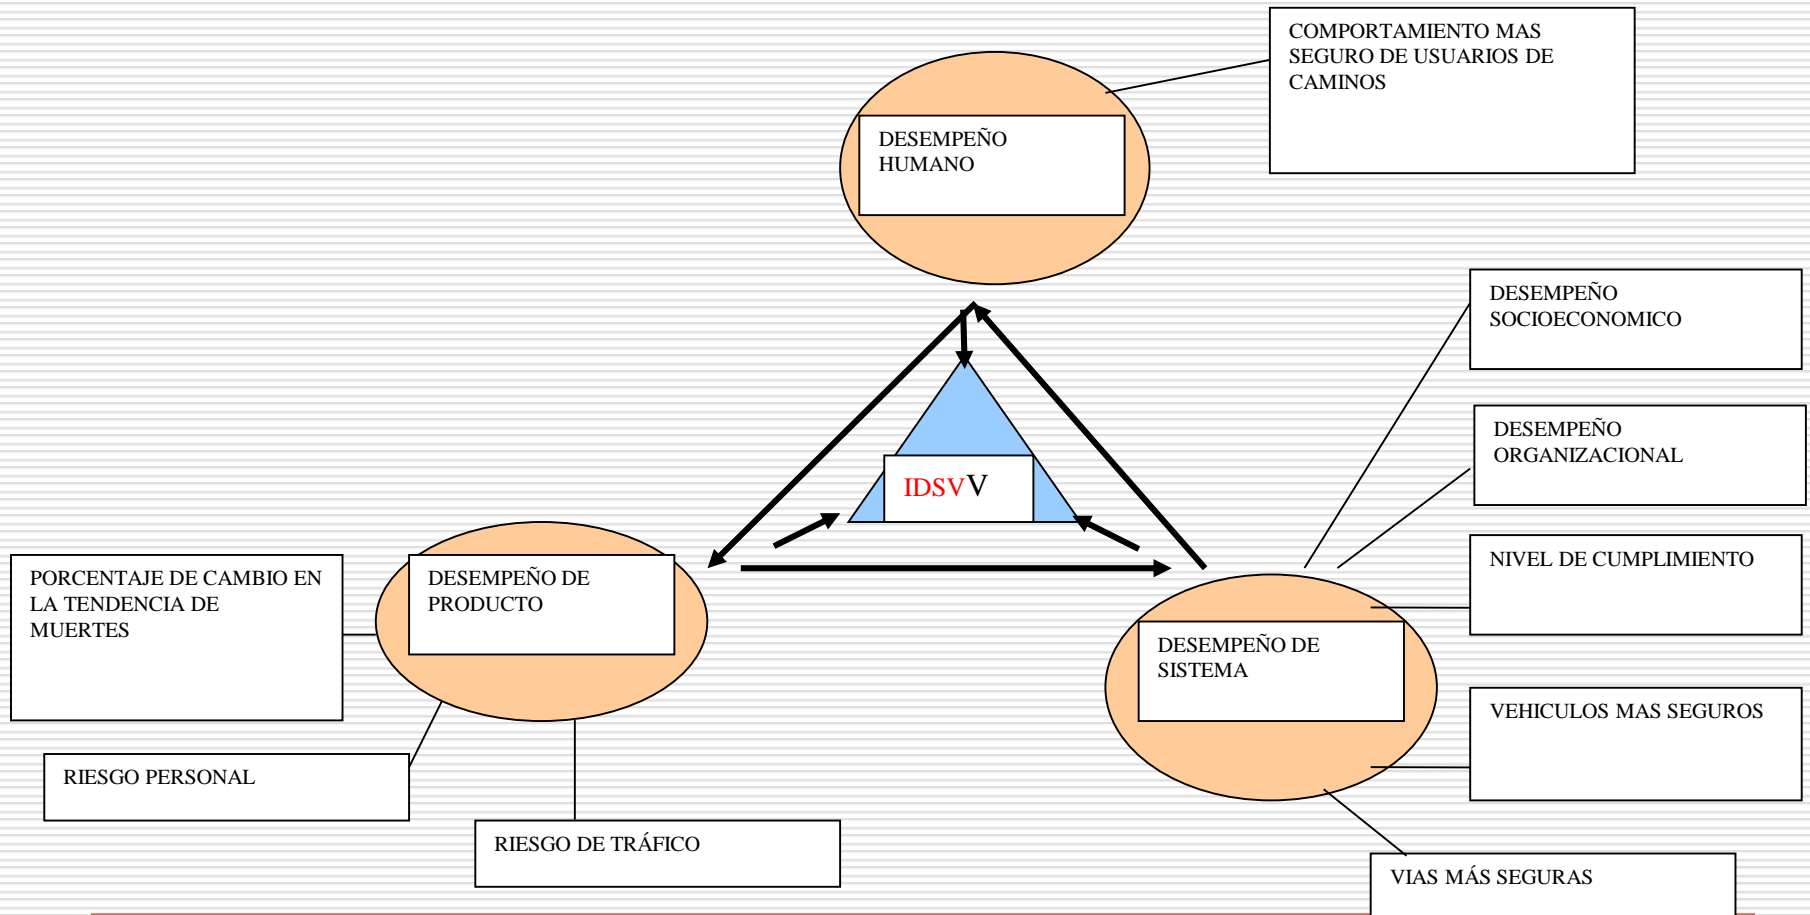 COMPORTAMIENTO MAS
SEGURO DE USUARIOS DE
CAMINOS
DESEMPEÑO
HUMANO
DESEMPEÑO
SOCIOECONOMICO
DESEMPEÑO
ORGANIZACIONAL
IDSVV
NIVEL DE CUMPLIMIENTO
PORCENTAJE DE CAMBIO EN
LA TENDENCIA DE
MUERTES
DESEMPEÑO DE
PRODUCTO
DESEMPEÑO DE
SISTEMA
VEHICULOS MAS SEGUROS
RIESGO PERSONAL
RIESGO DE TRÁFICO
VIAS MÁS SEGURAS